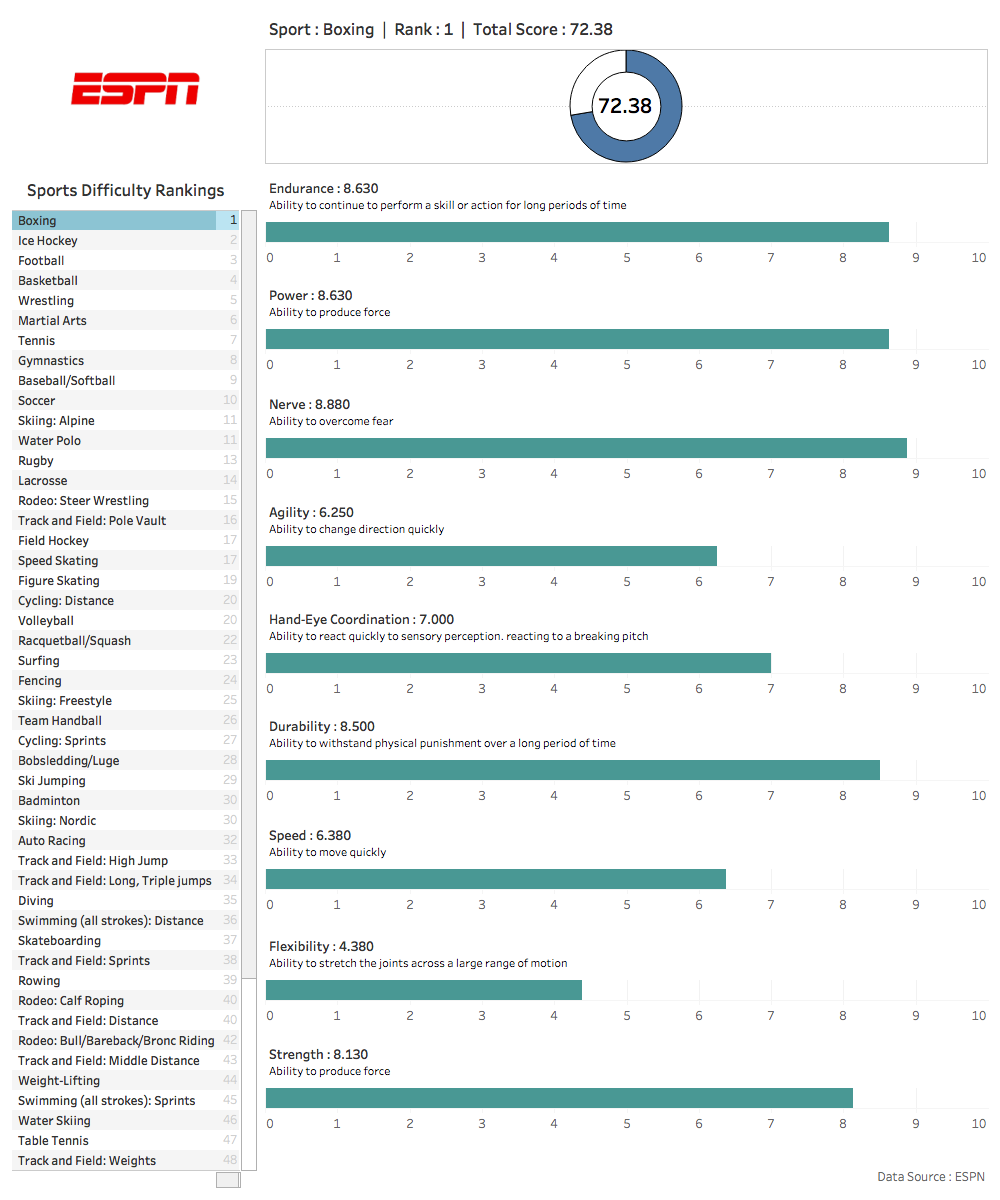 Sport : Boxing | Rank : 1 | Total Score : 72.38
ESPN
72.38
Sports Difficulty Rankings
Boxing 1
Ice Hockey 2
Football 3
Basketball 4
Wrestling 5
Martial Arts 6
Tennis 7
Gymnastics 8
Baseball/Softball 9
Soccer 10
Skiing: Alpine 11
Water Polo 11
Rugby 13
Lacrosse 14
Rodeo: Steer Wrestling 15
Track and Field: Pole Vault 16
Field Hockey 17
Speed Skating 17
Figure Skating 19
Cycling: Distance 20
Volleyball 20
Racquetball/Squash 22
Surfing 23
Fencing 24
Skiing: Freestyle 25
Team Handball 26
Cycling: Sprints 27
Bobsledding/Luge 28
Ski Jumping 29
Badminton 30
Skiing: Nordic 30
Auto Racing 32
Track and Field: High Jump 33
Track and Field: Long, Triple jumps 34
Diving 35
Swimming (all strokes): Distance 36
Skateboarding 37
Track and Field: Sprints 38
Rowing 39
Rodeo: Calf Roping 40
Track and Field: Distance 40
Rodeo: Bull/Bareback/Bronc Riding 42
Track and Field: Middle Distance 43
Weight-Lifting 44
Swimming (all strokes): Sprints 45
Water Skiing 46
Table Tennis 47
Track and Field: Weights 48
Endurance : 8.630
Ability to continue to perform a skill or action for long periods of time
0 1 2 3 4 5 6 7 8 9 10
Power : 8.630
Ability to produce force
0 1 2 3 4 5 6 7 8 9 10
Nerve : 8.880
Ability to overcome fear
0 1 2 3 4 5 6 7 8 9 10
Agility : 6.250
Ability to change direction quickly
0 1 2 3 4 5 6 7 8 9 10
Hand-Eye Coordination : 7.000
Ability to react quickly to sensory perception. reacting to a breaking pitch
0 1 2 3 4 5 6 7 8 9 10
Durability : 8.500
Ability to withstand physical punishment over a long period of time
0 1 2 3 4 5 6 7 8 9 10
Speed : 6.380
Ability to move quickly
0 1 2 3 4 5 6 7 8 9 10
Flexibility : 4.380
Ability to stretch the joints across a large range of motion
0 1 2 3 4 5 6 7 8 9 10
Strength : 8.130
Ability to produce force
0 1 2 3 4 5 6 7 8 9 10
Data Source : ESPN